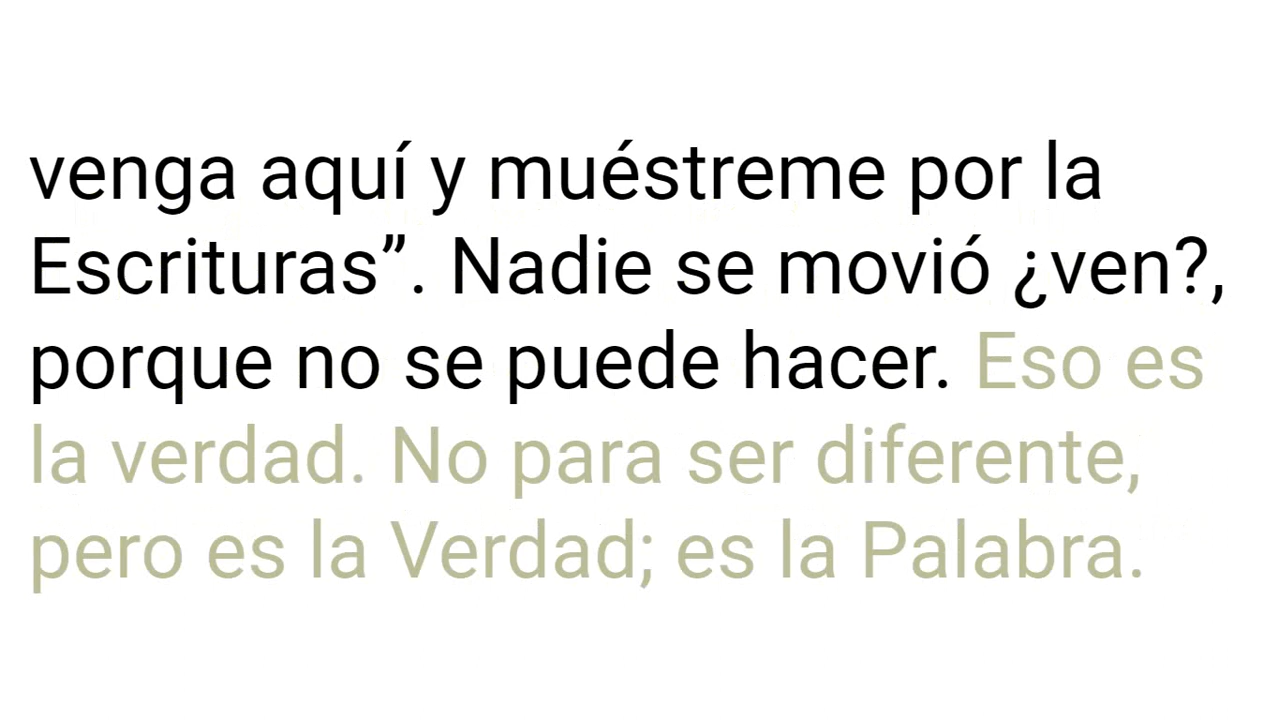 venga aquí y muéstreme por la
Escrituras”. Nadie se movió ¿ven?,
porque no se puede hacer. Eso es
la verdad. No para ser diferente,
pero es la Verdad; es la Palabra.